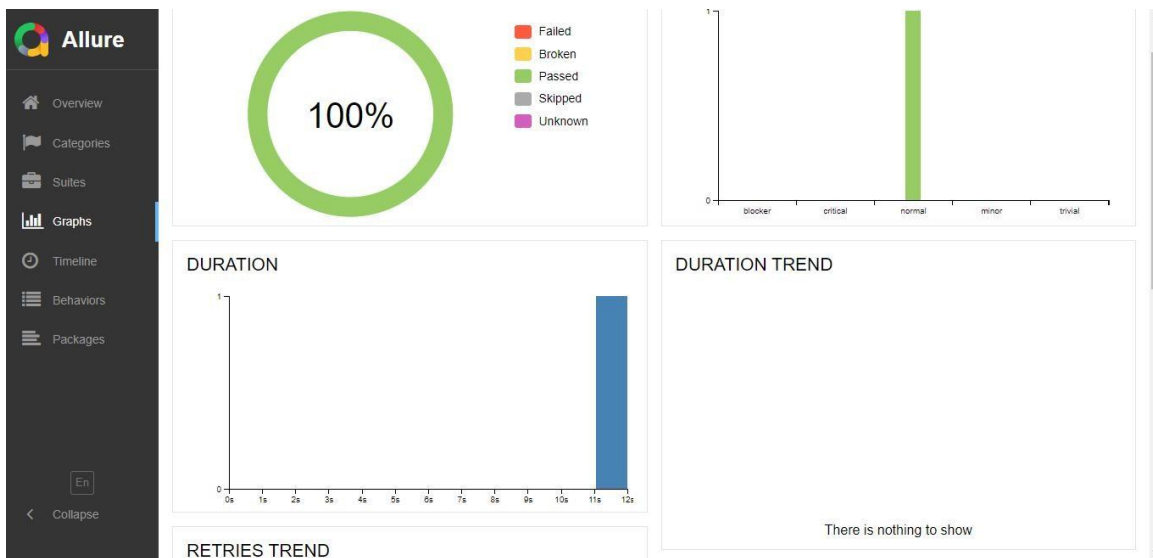 Allure
Overview
Categories
Suites
Graphs
Timeline
Behaviors
Packages
En
Collapse
100%
Failed
Broken
Passed
Skipped
Unknown
1
0
blocker critical normal minor trivial
DURATION
1
0
0s 1s 2s 3s 4s 5s 6s 7s 8s 9s 10s 11s 12s
DURATION TREND
There is nothing to show
RETRIES TREND